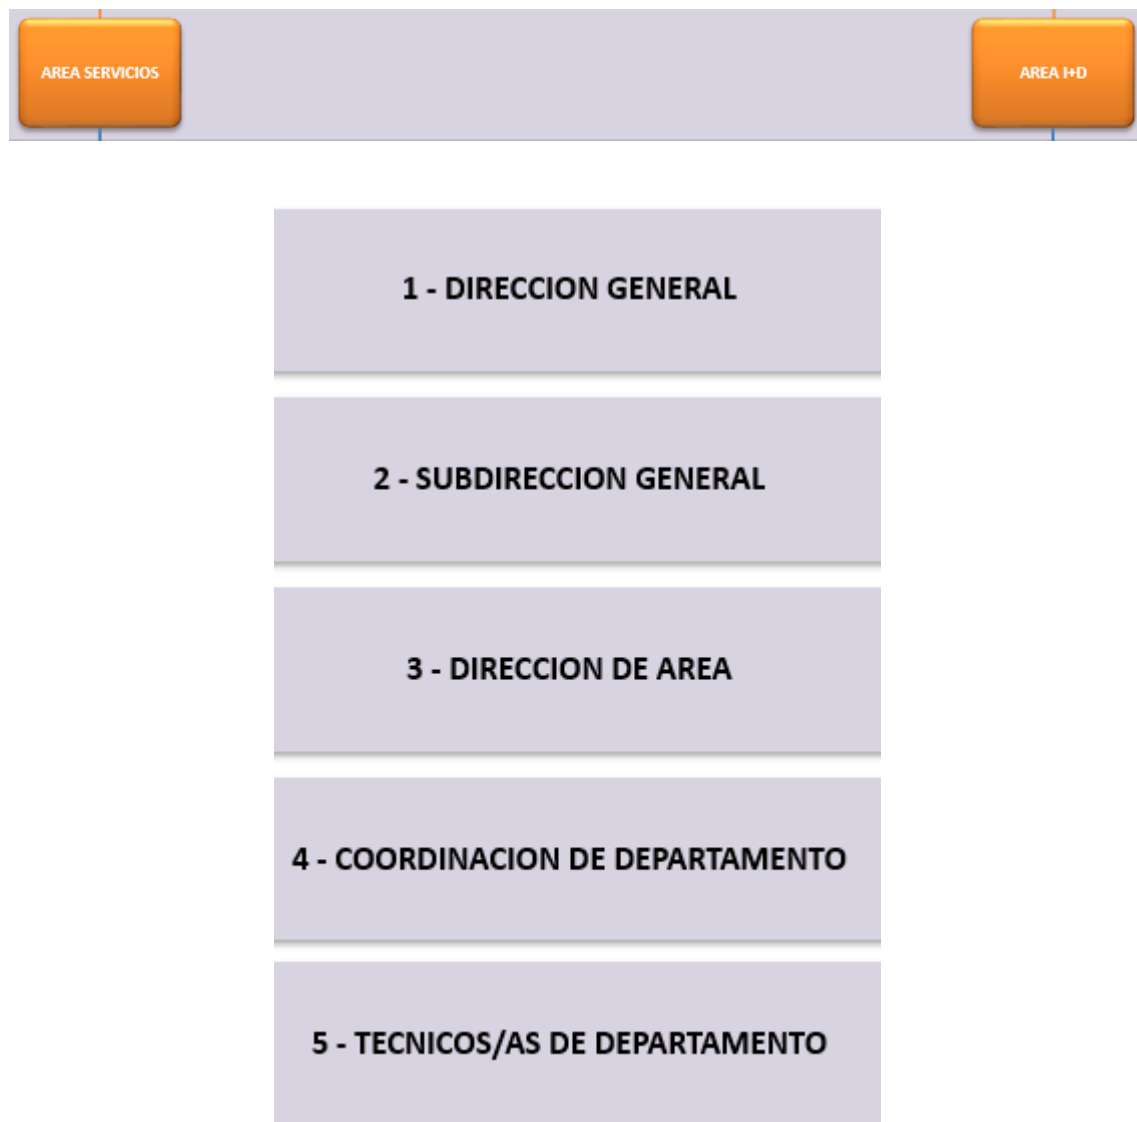 AREA SERVICIOS
AREA I+D
1 - DIRECCION GENERAL
2 - SUBDIRECCION GENERAL
3 - DIRECCION DE AREA
4 - COORDINACION DE DEPARTAMENTO
5 - TECNICOS/AS DE DEPARTAMENTO